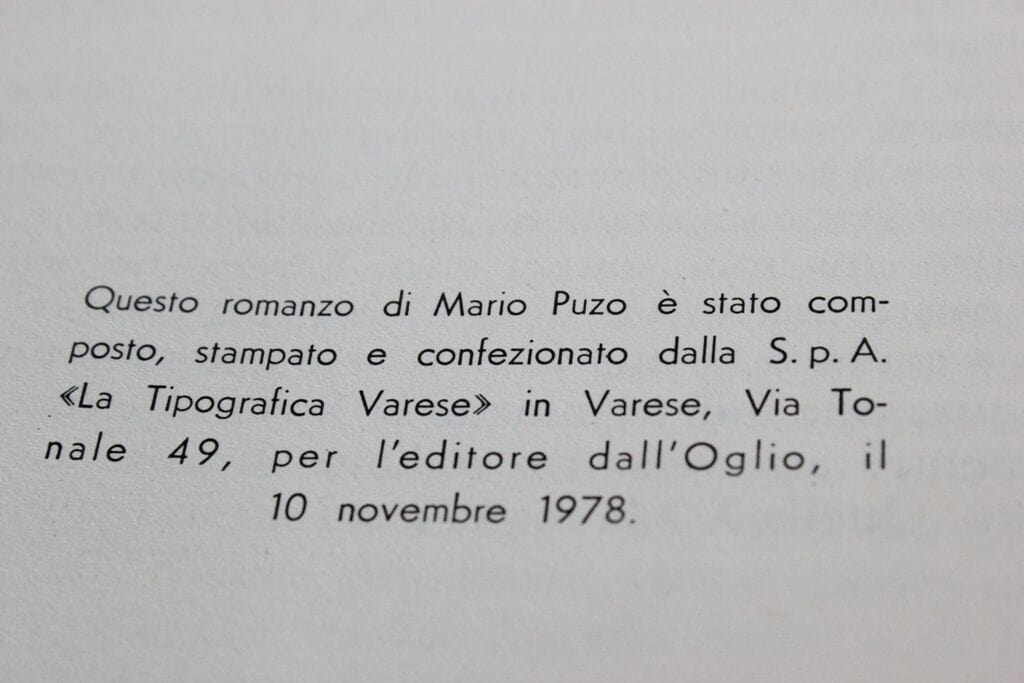 Questo romanzo di Mario Puzo è stato com-
posto, stampato e confezionato dalla S. p. A.
«La Tipografica Varese» in Varese, Via To-
nale 49, per l'editore dall'Oglio, il
10 novembre 1978.